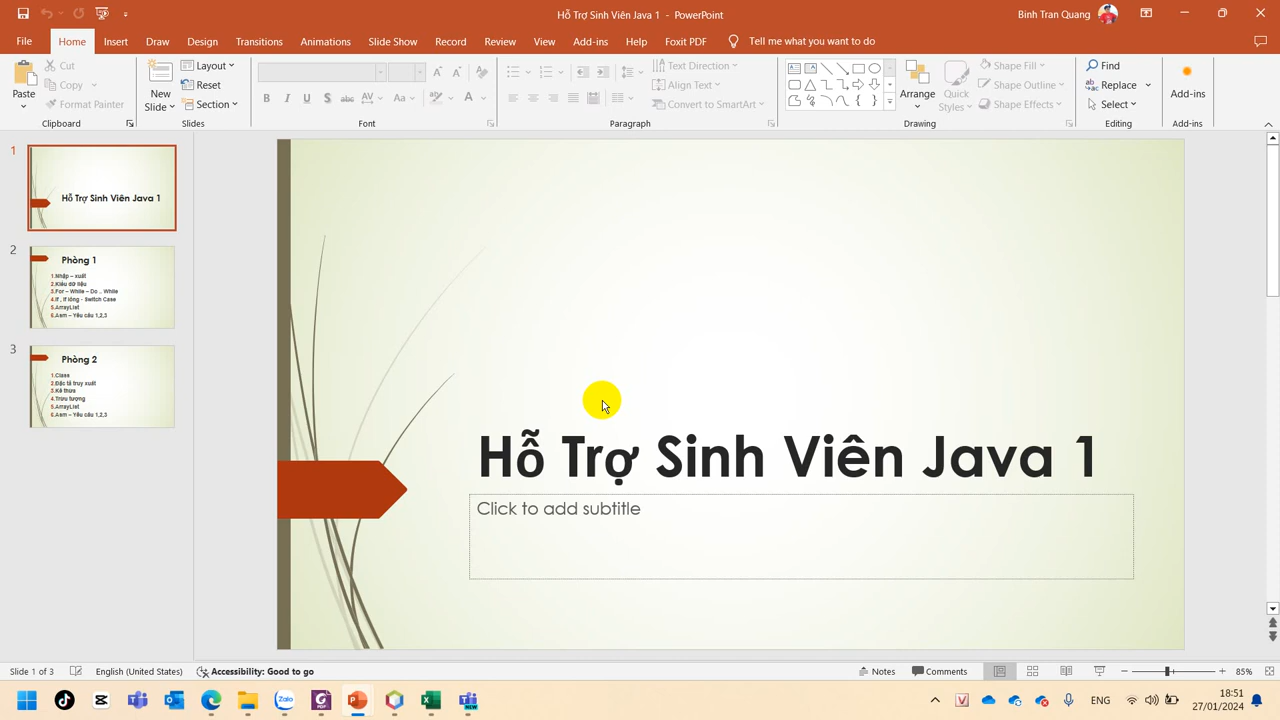 Hỗ Trợ Sinh Viên Java 1 - PowerPoint
Binh Tran Quang
File Home Insert Draw Design Transitions Animations Slide Show Record Review View Add-ins Help Foxit PDF Tell me what you want to do
Paste
Cut
Copy
Format Painter
Clipboard
New Slide
Layout
Reset
Section
Slides
B I U S abc AV Aa A
Font
Text Direction
Align Text
Convert to SmartArt
Paragraph
Arrange
Quick Styles
Shape Fill
Shape Outline
Shape Effects
Drawing
Find
Replace
Select
Editing
Add-ins
Add-ins
1
Hỗ Trợ Sinh Viên Java 1
2
Phòng 1
1.Nhập – xuất
2.Kiểu dữ liệu
3.For – While – Do .. While
4.If , If lồng - Switch Case
5.ArrayList
6.Asm – Yêu cầu 1,2,3
3
Phòng 2
1.Class
2.Đặc tả truy xuất
3.Kế thừa
4.Trừu tượng
5.ArrayList
6.Asm – Yêu cầu 1,2,3
Hỗ Trợ Sinh Viên Java 1
Click to add subtitle
Slide 1 of 3 English (United States) Accessibility: Good to go Notes Comments 85%
Zalo
ENG
18:51
27/01/2024